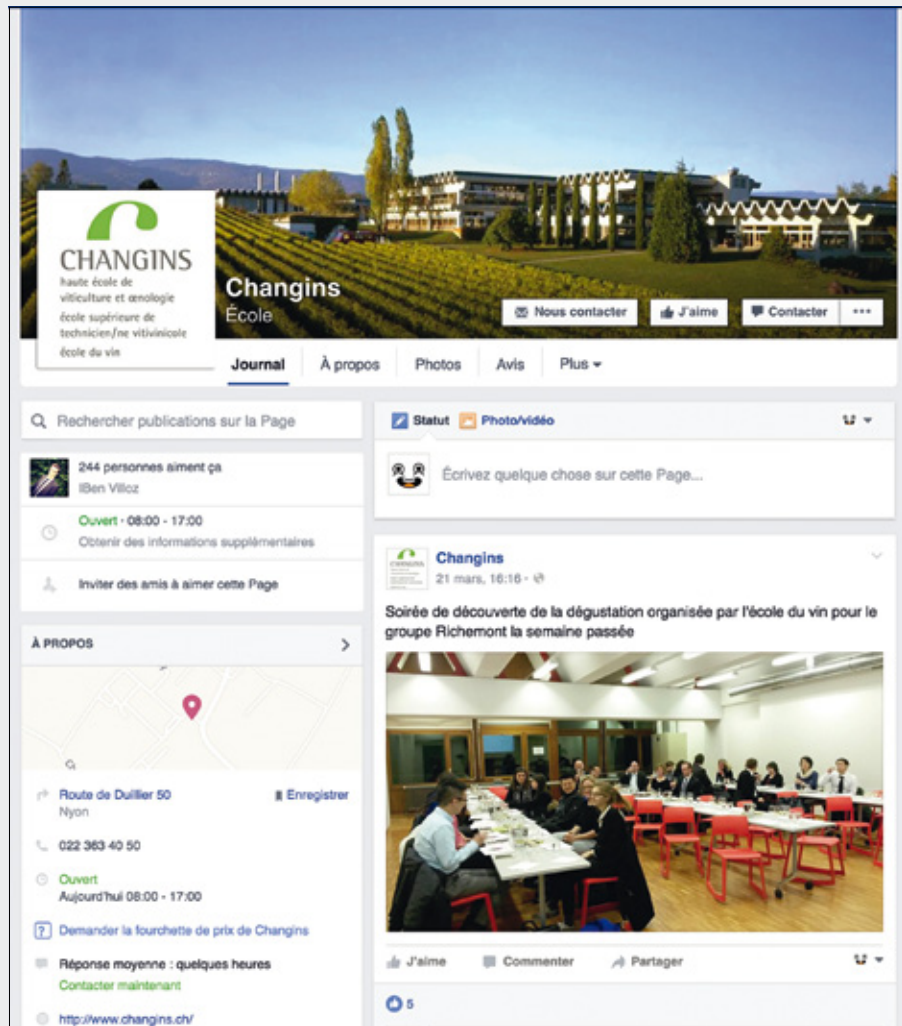 CHANGINS
haute école de
viticulture et œnologie
école supérieure de
technicien/ne vitivinicole
école du vin
Changins
École
Nous contacter
J'aime
Contacter
Journal
À propos
Photos
Avis
Plus
Rechercher publications sur la Page
244 personnes aiment ça
IBen Villoz
Ouvert · 08:00 - 17:00
Obtenir des informations supplémentaires
Inviter des amis à aimer cette Page
À PROPOS
Route de Duillier 50
Enregistrer
Nyon
022 363 40 50
Ouvert
Aujourd'hui 08:00 - 17:00
? Demander la fourchette de prix de Changins
Réponse moyenne : quelques heures
Contacter maintenant
http://www.changins.ch/
Statut
Photo/vidéo
Écrivez quelque chose sur cette Page...
CHANGINS
Changins
21 mars, 16:16 ·
Soirée de découverte de la dégustation organisée par l'école du vin pour le
groupe Richemont la semaine passée
J'aime
Commenter
Partager
5